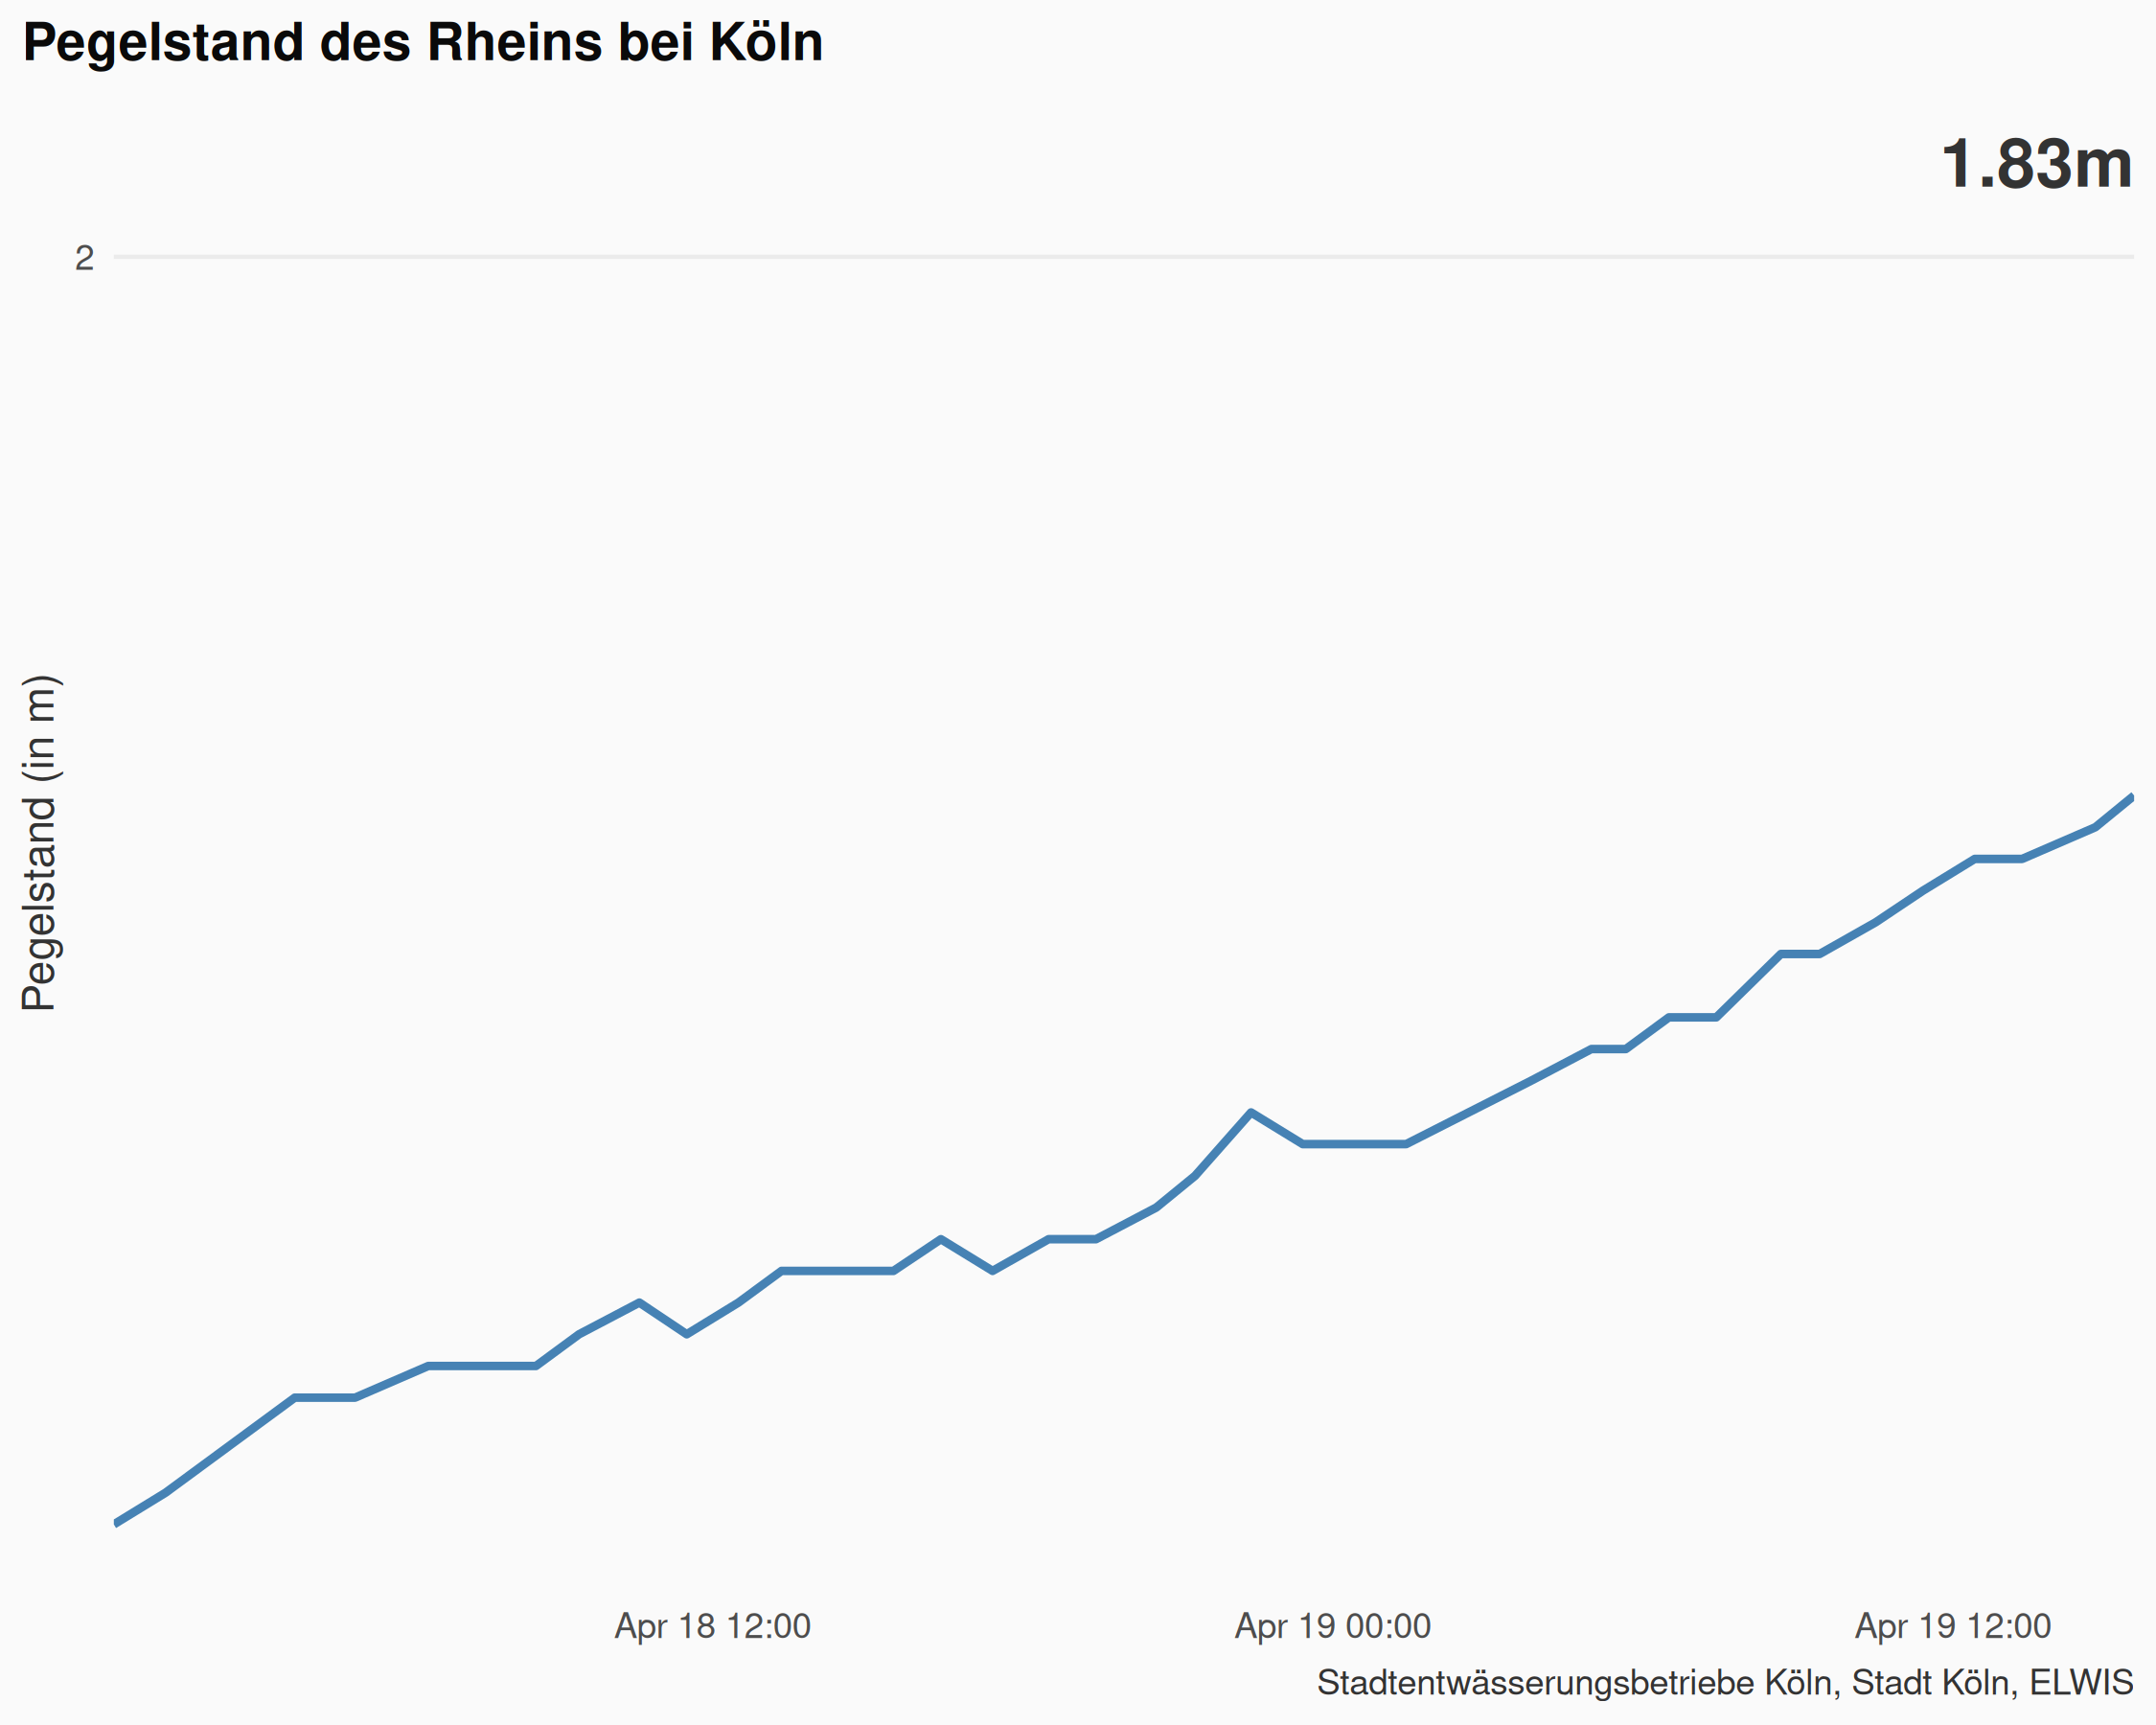 Pegelstand des Rheins bei Köln
1.83m
2
Pegelstand (in m)
Apr 18 12:00
Apr 19 00:00
Apr 19 12:00
Stadtentwässerungsbetriebe Köln, Stadt Köln, ELWIS